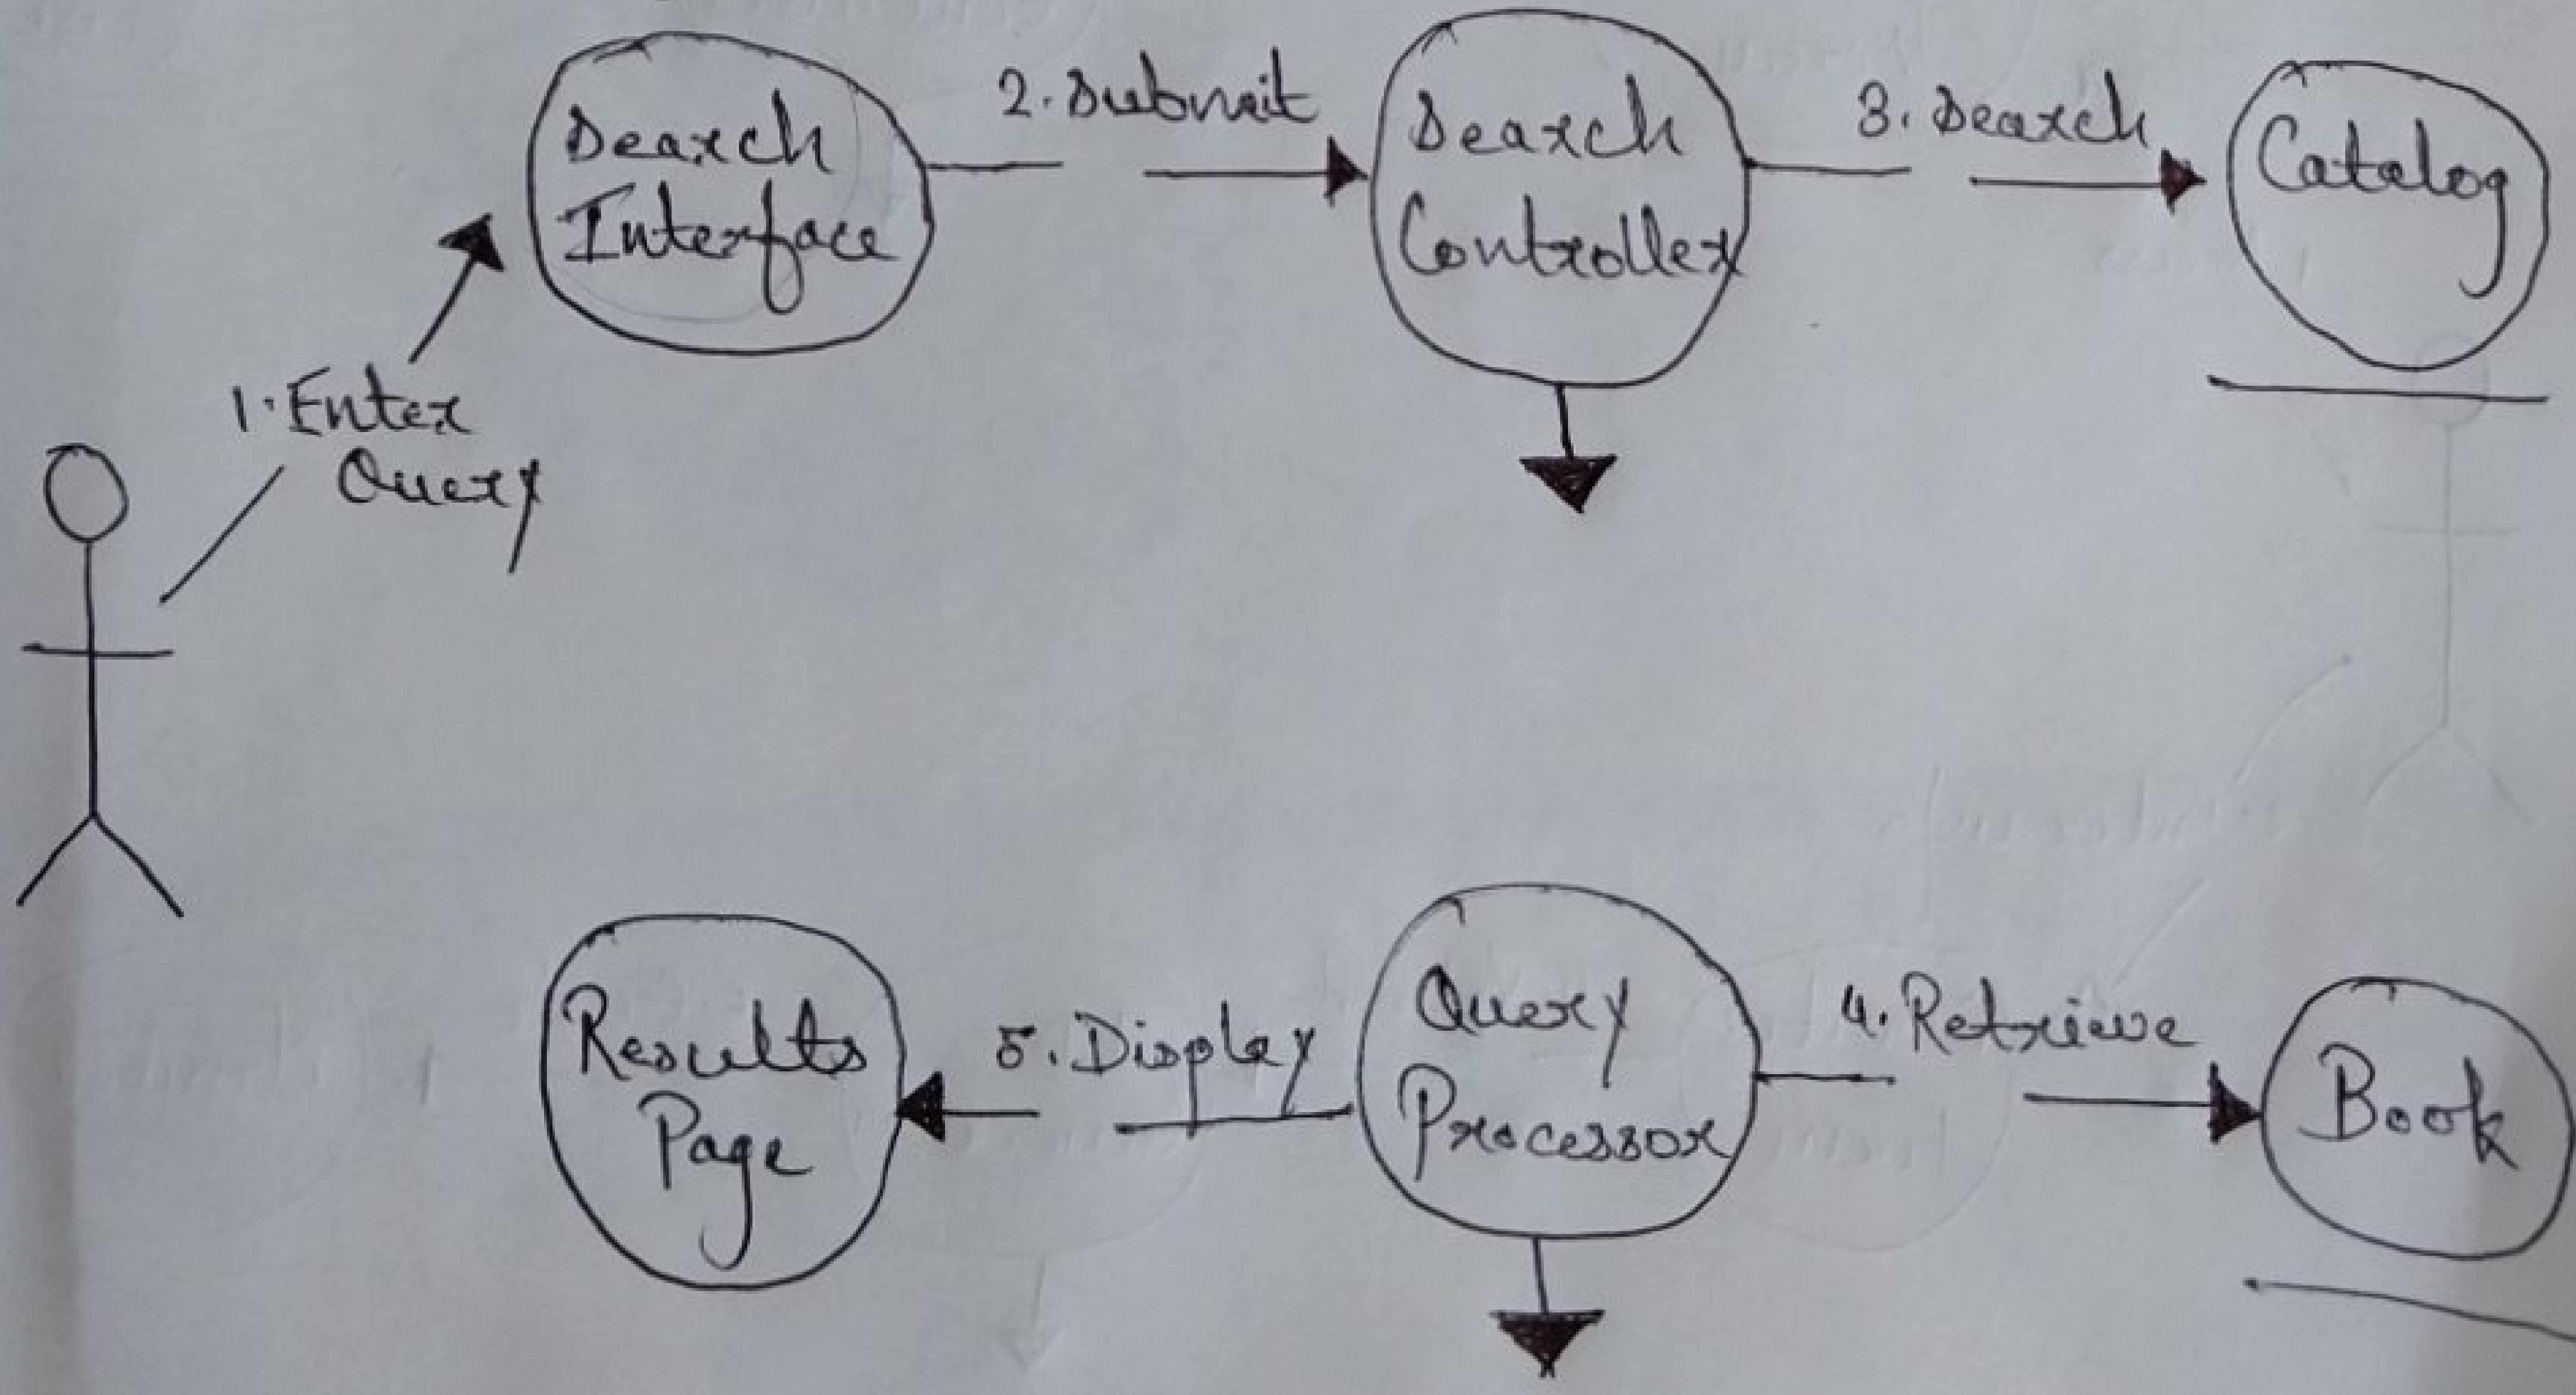 Search
Interface
2. Submit
Search
Controller
3. Search
Catalog
1. Enter
Query
Results
Page
5. Display
Query
Processor
4. Retrieve
Book